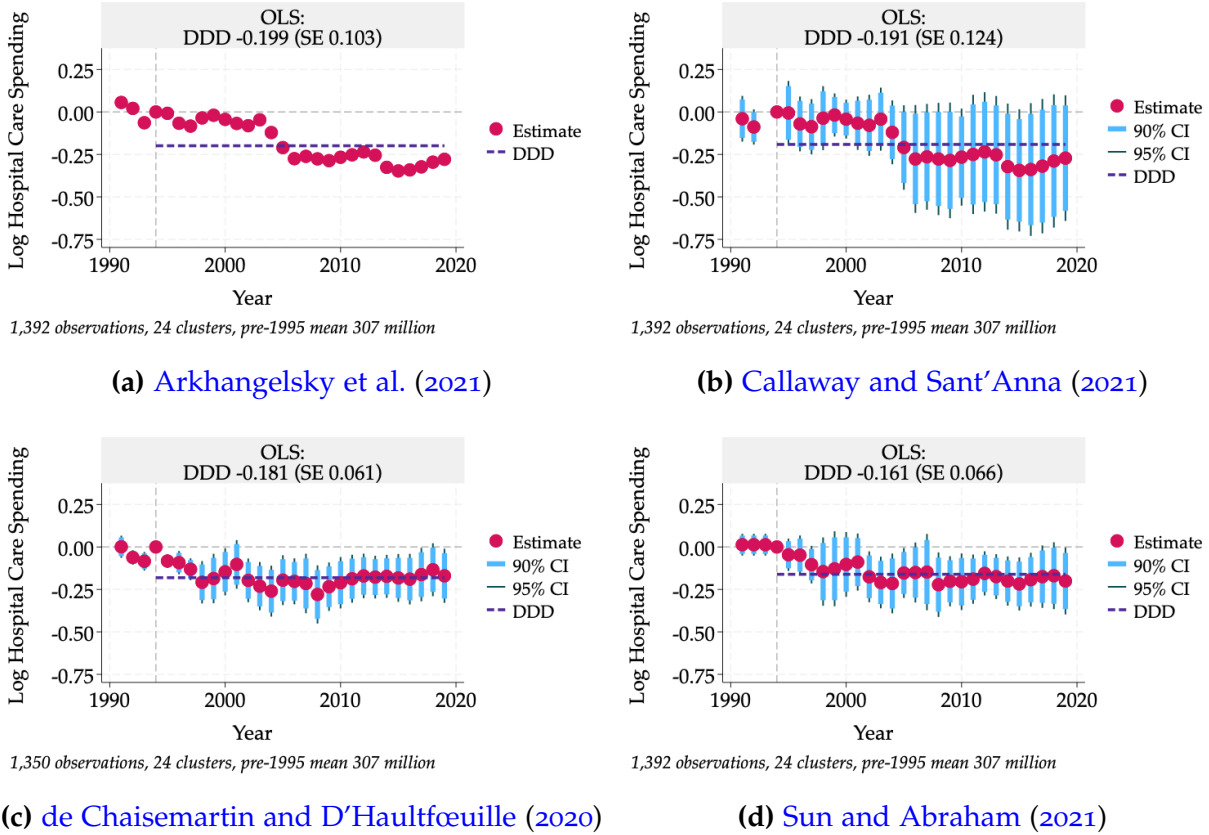 OLS:
DDD -0.199 (SE 0.103)
Log Hospital Care Spending
0.25
0.00
-0.25
-0.50
-0.75
1990 2000 2010 2020
Year
Estimate
DDD
1,392 observations, 24 clusters, pre-1995 mean 307 million
(a) Arkhangelsky et al. (2021)
OLS:
DDD -0.191 (SE 0.124)
Log Hospital Care Spending
0.25
0.00
-0.25
-0.50
-0.75
1990 2000 2010 2020
Year
Estimate
90% CI
95% CI
DDD
1,392 observations, 24 clusters, pre-1995 mean 307 million
(b) Callaway and Sant'Anna (2021)
OLS:
DDD -0.181 (SE 0.061)
Log Hospital Care Spending
0.25
0.00
-0.25
-0.50
-0.75
1990 2000 2010 2020
Year
Estimate
90% CI
95% CI
DDD
1,350 observations, 24 clusters, pre-1995 mean 307 million
(c) de Chaisemartin and D'Haultfœuille (2020)
OLS:
DDD -0.161 (SE 0.066)
Log Hospital Care Spending
0.25
0.00
-0.25
-0.50
-0.75
1990 2000 2010 2020
Year
Estimate
90% CI
95% CI
DDD
1,392 observations, 24 clusters, pre-1995 mean 307 million
(d) Sun and Abraham (2021)